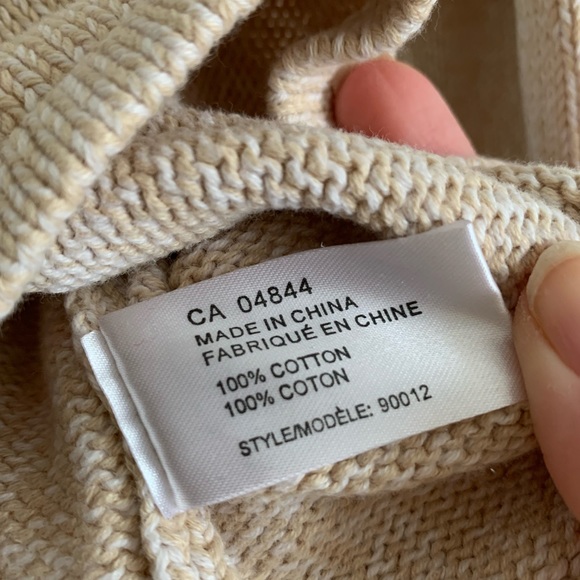 CA 04844
MADE IN CHINA
FABRIQUÉ EN CHINE
100% COTTON
100% COTON
STYLE/MODÈLE: 90012